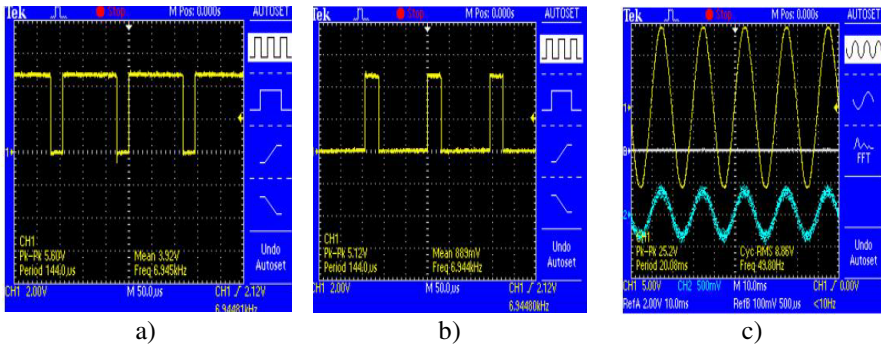 Tek Stop M Pos: 0.000s AUTOSET
1
CH1
Pk-Pk 5.60V Mean 3.92V
Period 144.0µs Freq 6.945kHz
Undo
Autoset
CH1 2.00V M 50.0µs CH1 2.12V
6.94481kHz
a)
Tek Stop M Pos: 0.000s AUTOSET
1
CH1
Pk-Pk 5.12V Mean 889mV
Period 144.0µs Freq 6.944kHz
Undo
Autoset
CH1 2.00V M 50.0µs CH1 2.12V
6.94480kHz
b)
Tek Stop M Pos: 0.000s AUTOSET
1
FFT
2
CH1
Pk-Pk 25.2V Cyc RMS 8.86V
Period 20.08ms Freq 49.80Hz
Undo
Autoset
CH1 5.00V CH2 500mV M 10.0ms CH1 0.00V
RefA 2.00V 10.0ms RefB 100mV 500µs <10Hz
c)